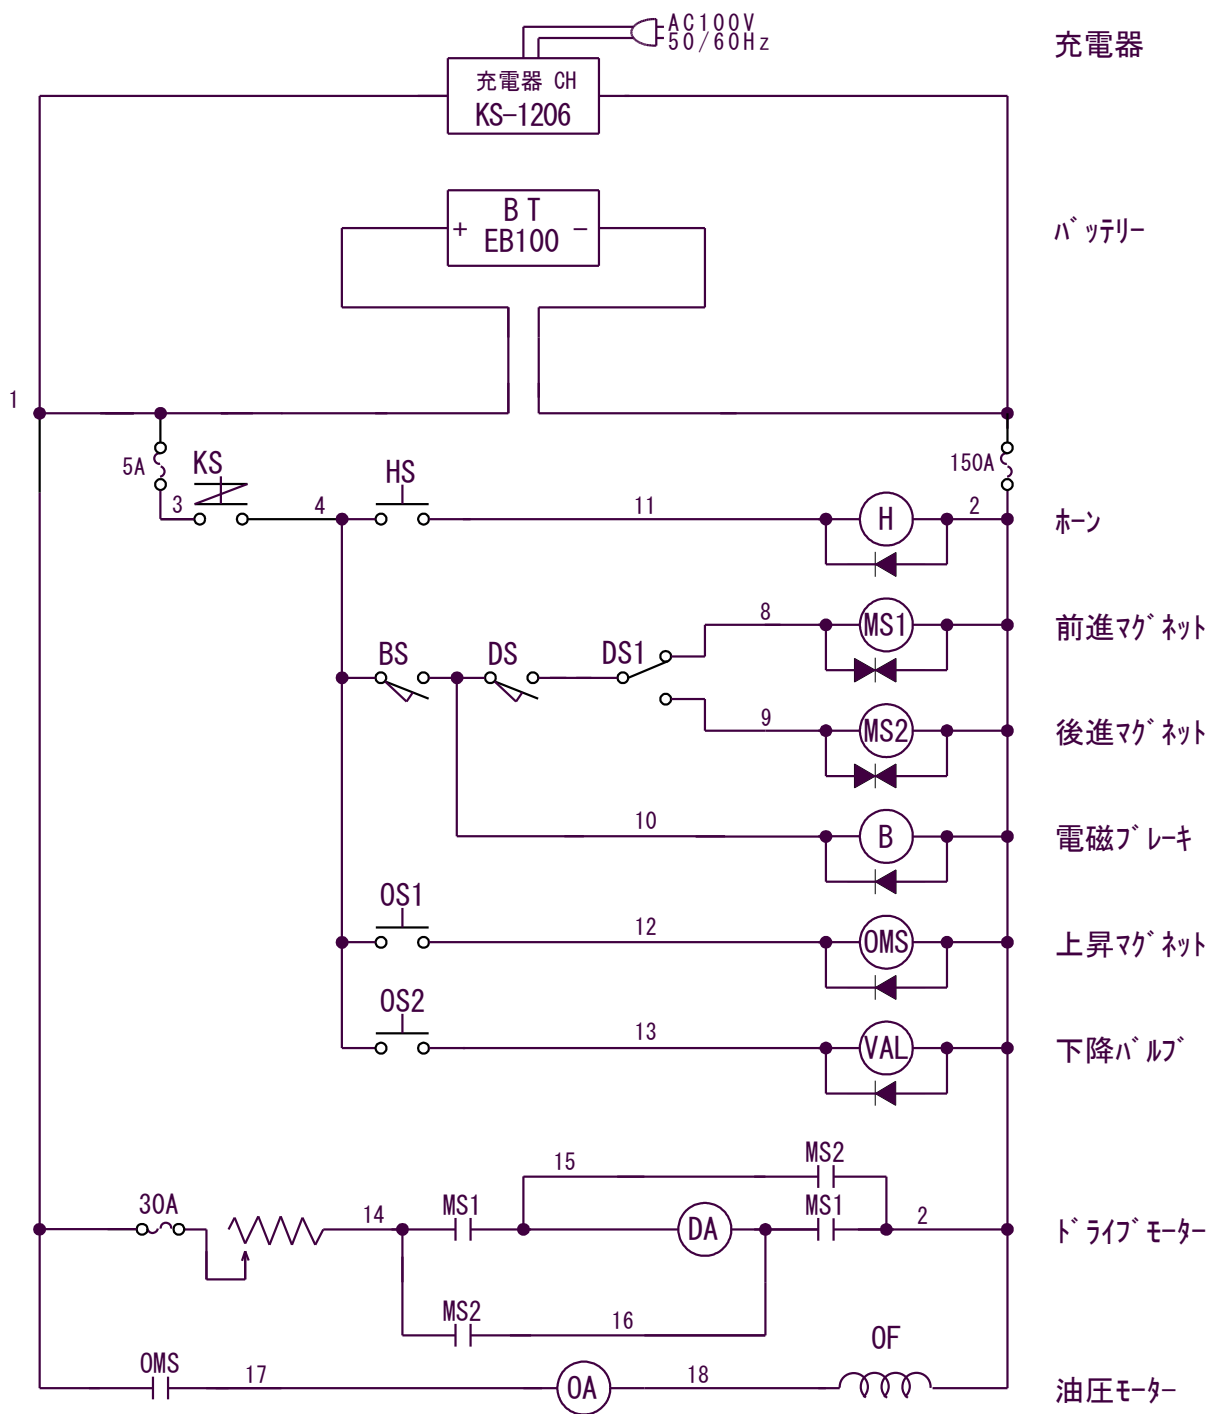 AC100V
50/60Hz
充電器
充電器 CH
KS-1206
BT
+ EB100 −
バッテリー
1
5A
KS
HS
150A
3
4
11
H
2
ホーン
8
MS1
前進マグネット
BS
DS
DS1
9
MS2
後進マグネット
10
B
電磁ブレーキ
OS1
12
OMS
上昇マグネット
OS2
13
VAL
下降バルブ
15
MS2
30A
14
MS1
DA
MS1
2
ドライブモーター
MS2
16
OF
OMS
17
OA
18
油圧モーター